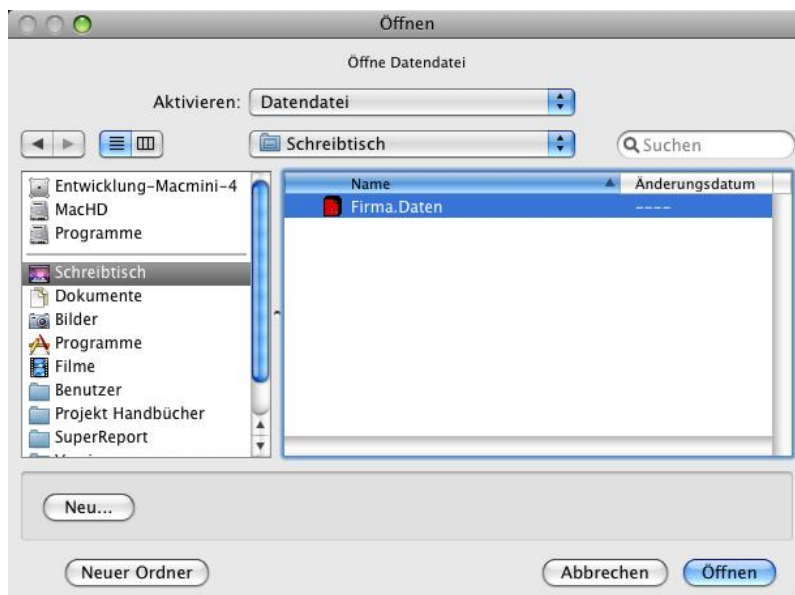 Öffnen
Öffne Datendatei
Aktivieren: Datendatei
Schreibtisch
Suchen
Entwicklung-Macmini-4
MacHD
Programme
Schreibtisch
Dokumente
Bilder
Programme
Filme
Benutzer
Projekt Handbücher
SuperReport
Name Änderungsdatum
Firma.Daten ----
Neu...
Neuer Ordner Abbrechen Öffnen